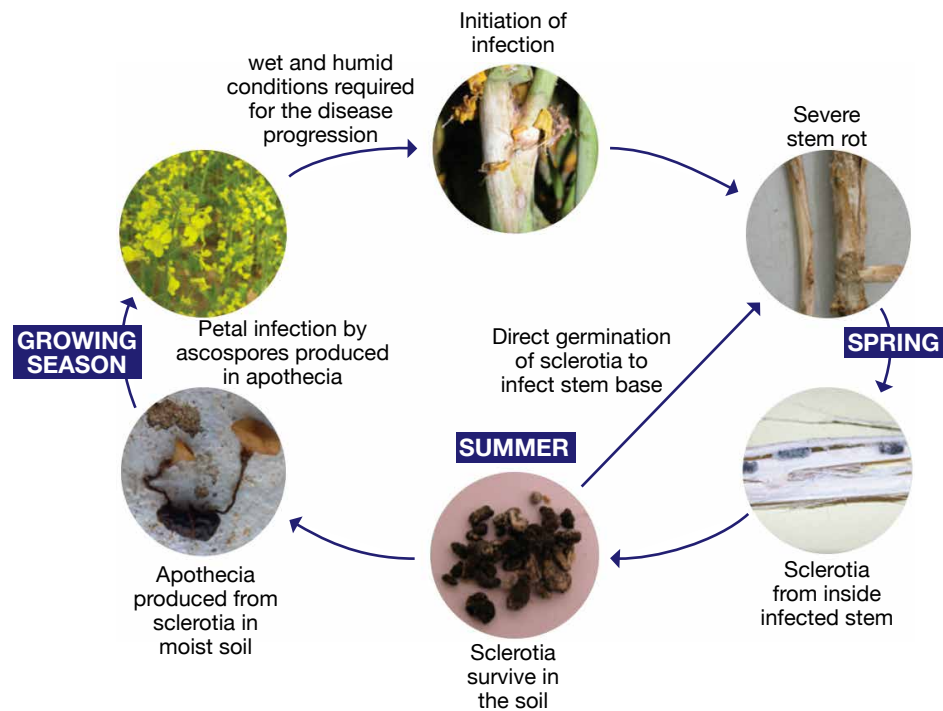 Initiation of
infection
wet and humid
conditions required
for the disease
progression
Severe
stem rot
GROWING
SEASON
Petal infection by
ascospores produced
in apothecia
Direct germination
of sclerotia to
infect stem base
SPRING
SUMMER
Apothecia
produced from
sclerotia in
moist soil
Sclerotia
survive in
the soil
Sclerotia
from inside
infected stem